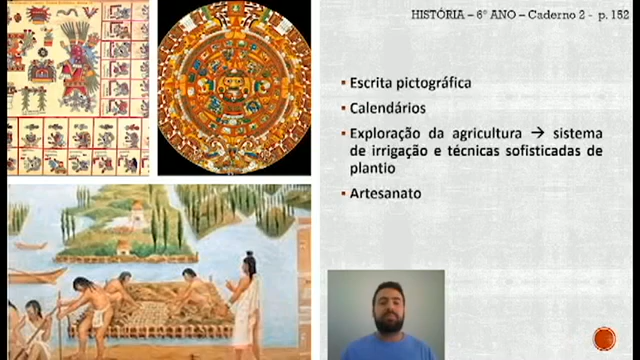 HISTÓRIA – 6º ANO – Caderno 2 - p. 152
▪ Escrita pictográfica
▪ Calendários
▪ Exploração da agricultura → sistema
de irrigação e técnicas sofisticadas de
plantio
▪ Artesanato